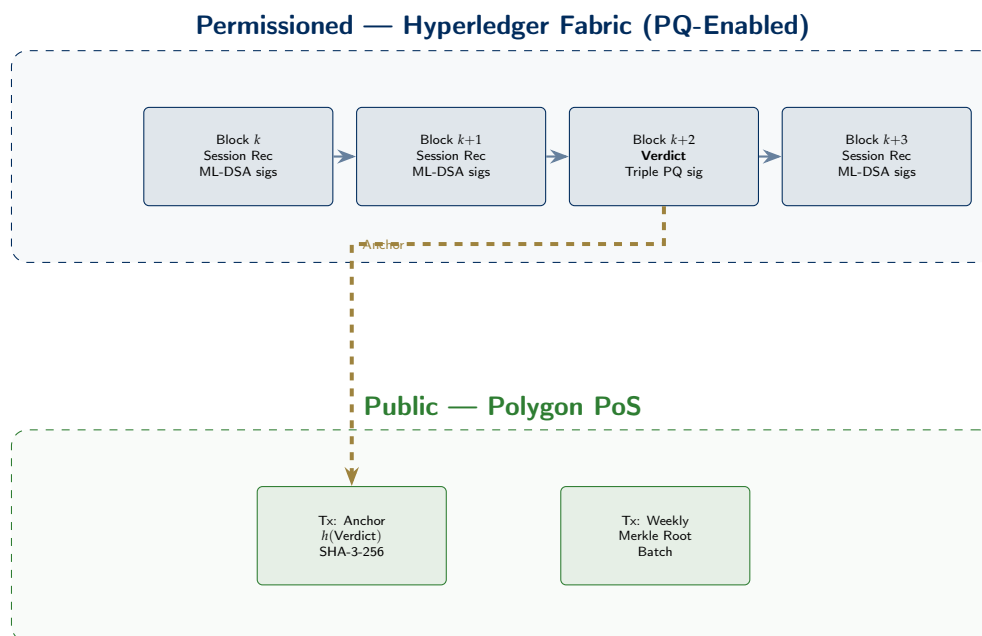 Permissioned — Hyperledger Fabric (PQ-Enabled)
Block k
Session Rec
ML-DSA sigs
Block k+1
Session Rec
ML-DSA sigs
Block k+2
Verdict
Triple PQ sig
Block k+3
Session Rec
ML-DSA sigs
Anchor
Public — Polygon PoS
Tx: Anchor
h(Verdict)
SHA-3-256
Tx: Weekly
Merkle Root
Batch